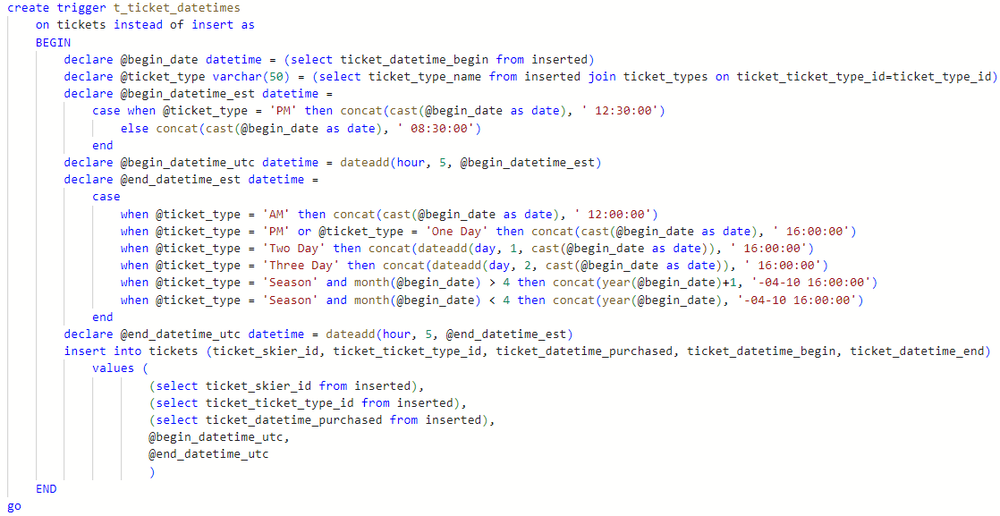 create trigger t_ticket_datetimes
    on tickets instead of insert as
    BEGIN
        declare @begin_date datetime = (select ticket_datetime_begin from inserted)
        declare @ticket_type varchar(50) = (select ticket_type_name from inserted join ticket_types on ticket_ticket_type_id=ticket_type_id)
        declare @begin_datetime_est datetime =
            case when @ticket_type = 'PM' then concat(cast(@begin_date as date), ' 12:30:00')
                else concat(cast(@begin_date as date), ' 08:30:00')
            end
        declare @begin_datetime_utc datetime = dateadd(hour, 5, @begin_datetime_est)
        declare @end_datetime_est datetime =
            case
                when @ticket_type = 'AM' then concat(cast(@begin_date as date), ' 12:00:00')
                when @ticket_type = 'PM' or @ticket_type = 'One Day' then concat(cast(@begin_date as date), ' 16:00:00')
                when @ticket_type = 'Two Day' then concat(dateadd(day, 1, cast(@begin_date as date)), ' 16:00:00')
                when @ticket_type = 'Three Day' then concat(dateadd(day, 2, cast(@begin_date as date)), ' 16:00:00')
                when @ticket_type = 'Season' and month(@begin_date) > 4 then concat(year(@begin_date)+1, '-04-10 16:00:00')
                when @ticket_type = 'Season' and month(@begin_date) < 4 then concat(year(@begin_date), '-04-10 16:00:00')
            end
        declare @end_datetime_utc datetime = dateadd(hour, 5, @end_datetime_est)
        insert into tickets (ticket_skier_id, ticket_ticket_type_id, ticket_datetime_purchased, ticket_datetime_begin, ticket_datetime_end)
            values (
                    (select ticket_skier_id from inserted),
                    (select ticket_ticket_type_id from inserted),
                    (select ticket_datetime_purchased from inserted),
                    @begin_datetime_utc,
                    @end_datetime_utc
                    )
    END
go